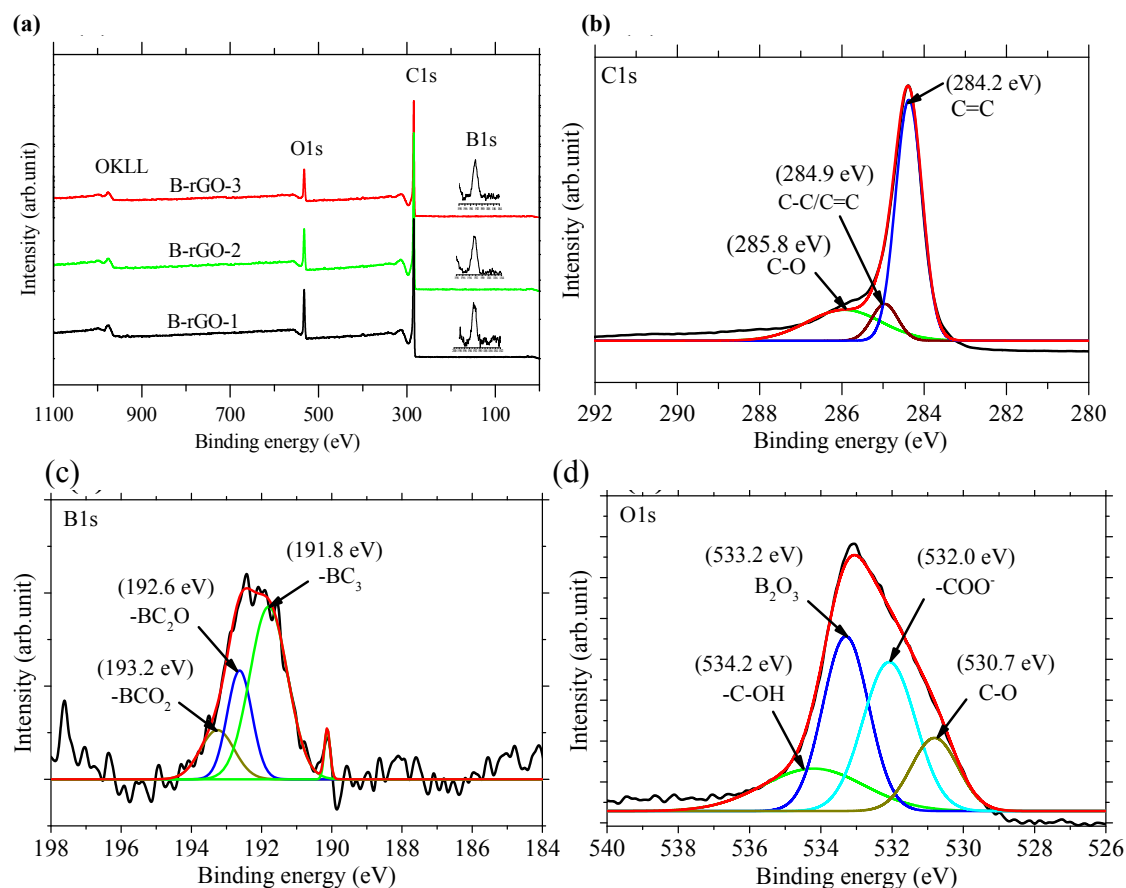 (a)
C1s
B1s
O1s
OKLL
B-rGO-3
B-rGO-2
B-rGO-1
Intensity (arb.unit)
1100 900 700 500 300 100
Binding energy (eV)
C1s
(284.2 eV)
C=C
(284.9 eV)
C-C/C=C
(285.8 eV)
C-O
Intensity (arb.unit)
292 290 288 286 284 282 280
Binding energy (eV)
(c)
B1s
(191.8 eV)
-BC3
(192.6 eV)
-BC2O
(193.2 eV)
-BCO2
Intensity (arb.unit)
198 196 194 192 190 188 186 184
Binding energy (eV)
(d)
O1s
(533.2 eV)
B2O3
(532.0 eV)
-COO-
(534.2 eV)
-C-OH
(530.7 eV)
C-O
Intensity (arb.unit)
540 538 536 534 532 530 528 526
Binding energy (eV)